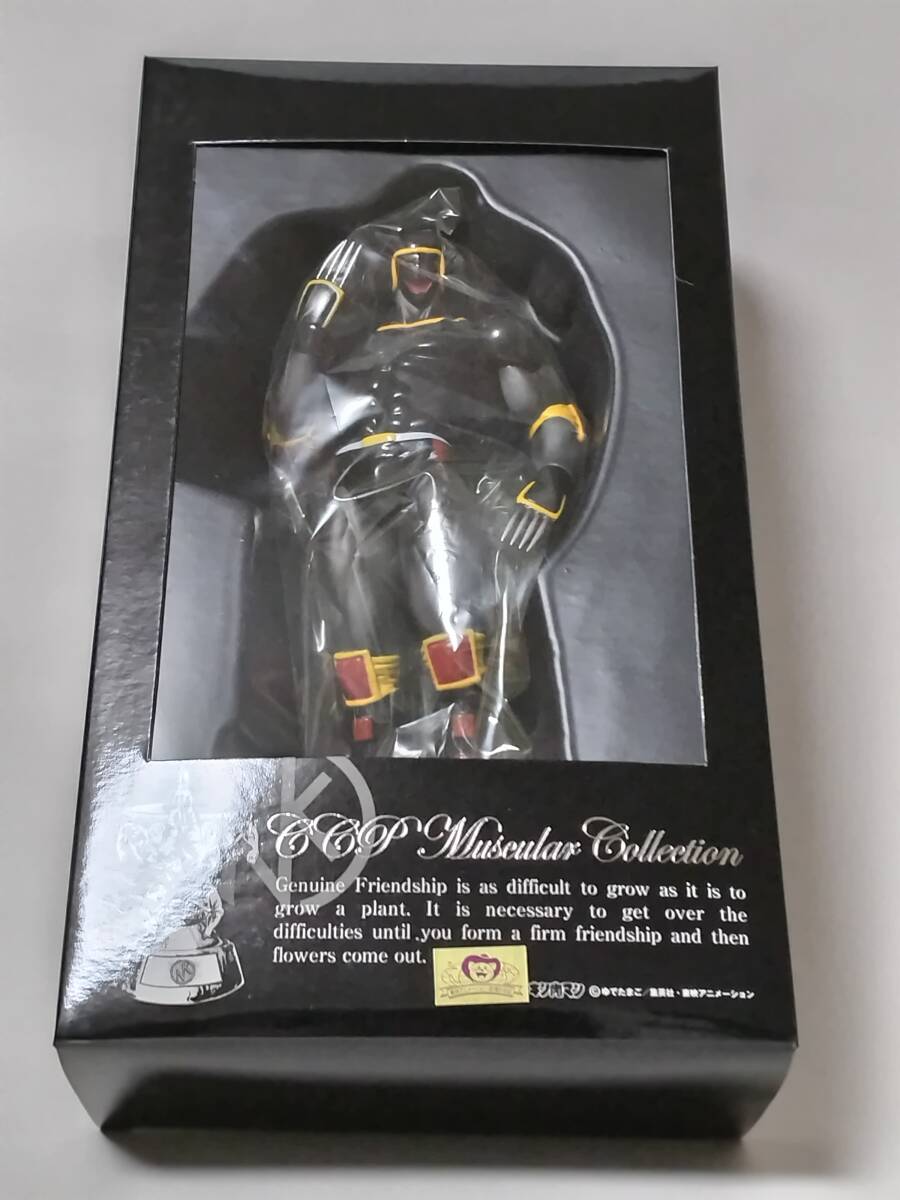 CCP Muscular Collection
Genuine Friendship is as difficult to grow as it is to
grow a plant. It is necessary to get over the
difficulties until you form a firm friendship and then
flowers come out.
キン肉マン ©ゆでたまご／集英社・東映アニメーション